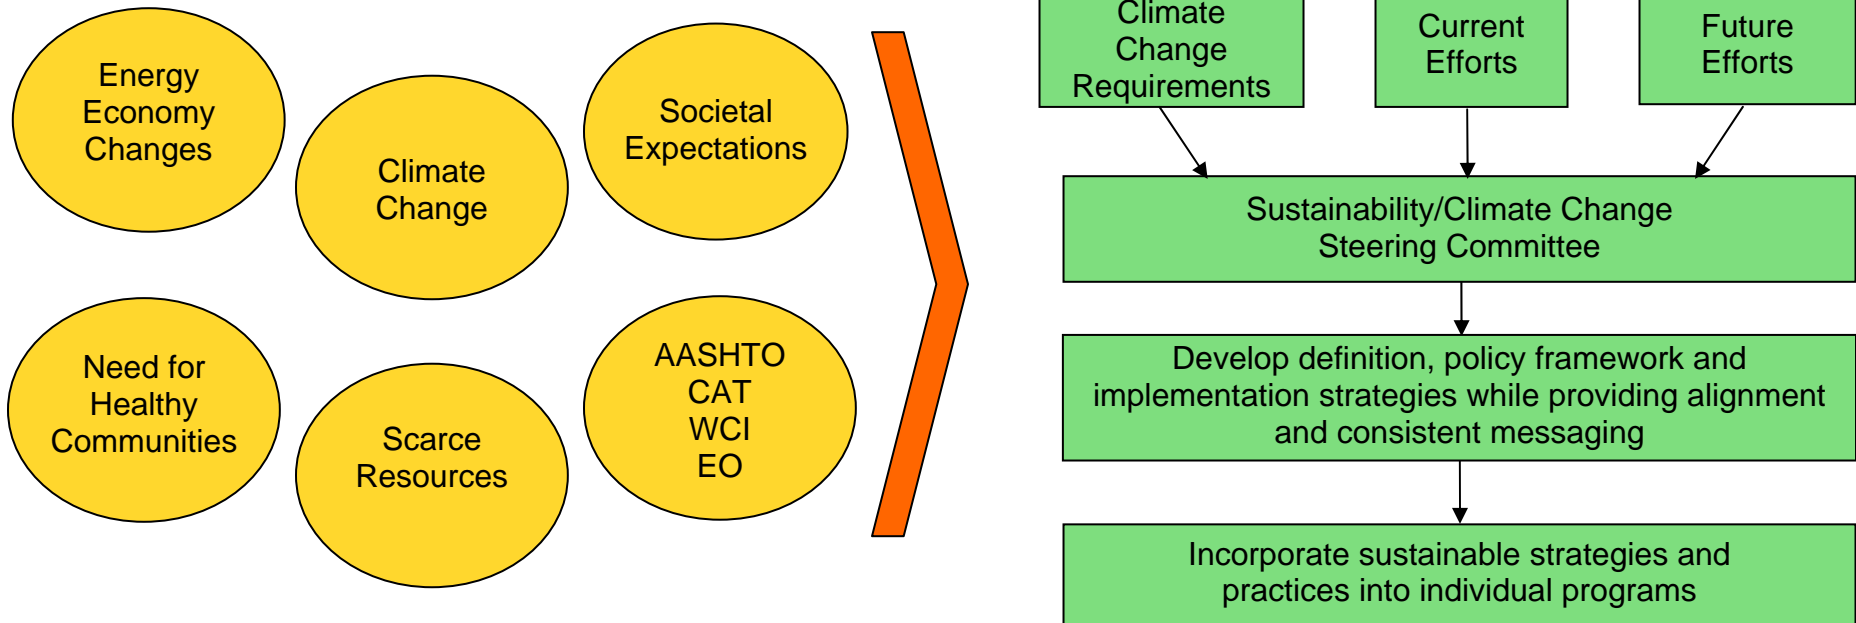 Energy
Economy
Changes
Climate
Change
Societal
Expectations
Need for
Healthy
Communities
Scarce
Resources
AASHTO
CAT
WCI
EO
Climate
Change
Requirements
Current
Efforts
Future
Efforts
Sustainability/Climate Change
Steering Committee
Develop definition, policy framework and
implementation strategies while providing alignment
and consistent messaging
Incorporate sustainable strategies and
practices into individual programs